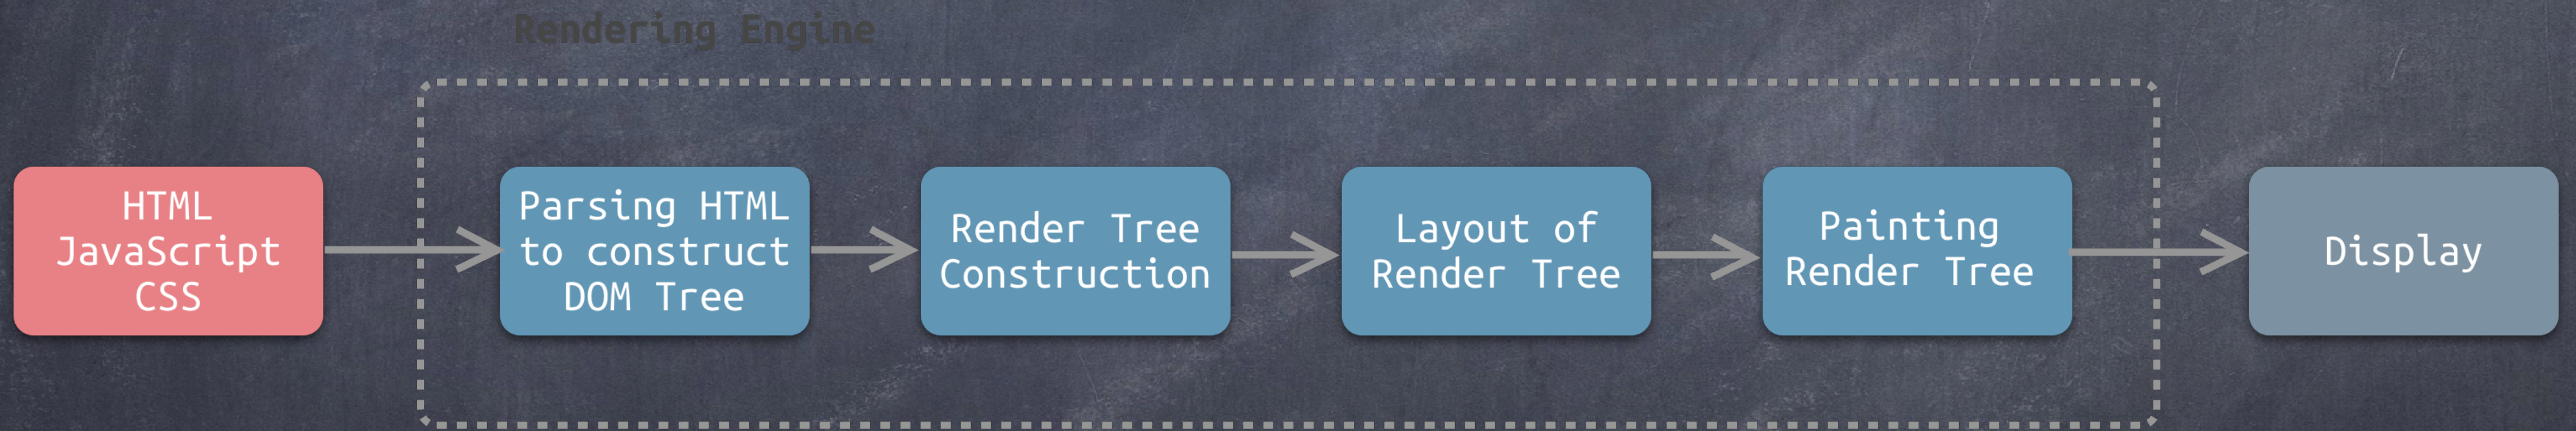 Rendering Engine
HTML
JavaScript
CSS
Parsing HTML
to construct
DOM Tree
Render Tree
Construction
Layout of
Render Tree
Painting
Render Tree
Display